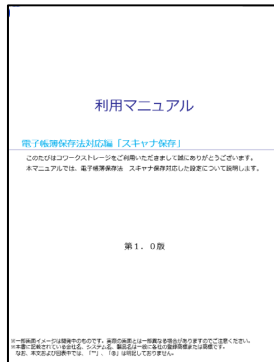 利用マニュアル
電子帳簿保存法対応編「スキャナ保存」
このたびはコワークストレージをご利用いただきまして誠にありがとうございます。
本マニュアルでは、電子帳簿保存法 スキャナ保存対応した設定について説明します。
第1.0版
※一部画面イメージは開発中のものです。実際の画面とは一部異なる場合がありますのでご注意ください。
※本書に記載されている会社名、システム名、製品名は一般に各社の登録商標または商標です。
なお、本文および図表中では、「™」、「®」は明記しておりません。